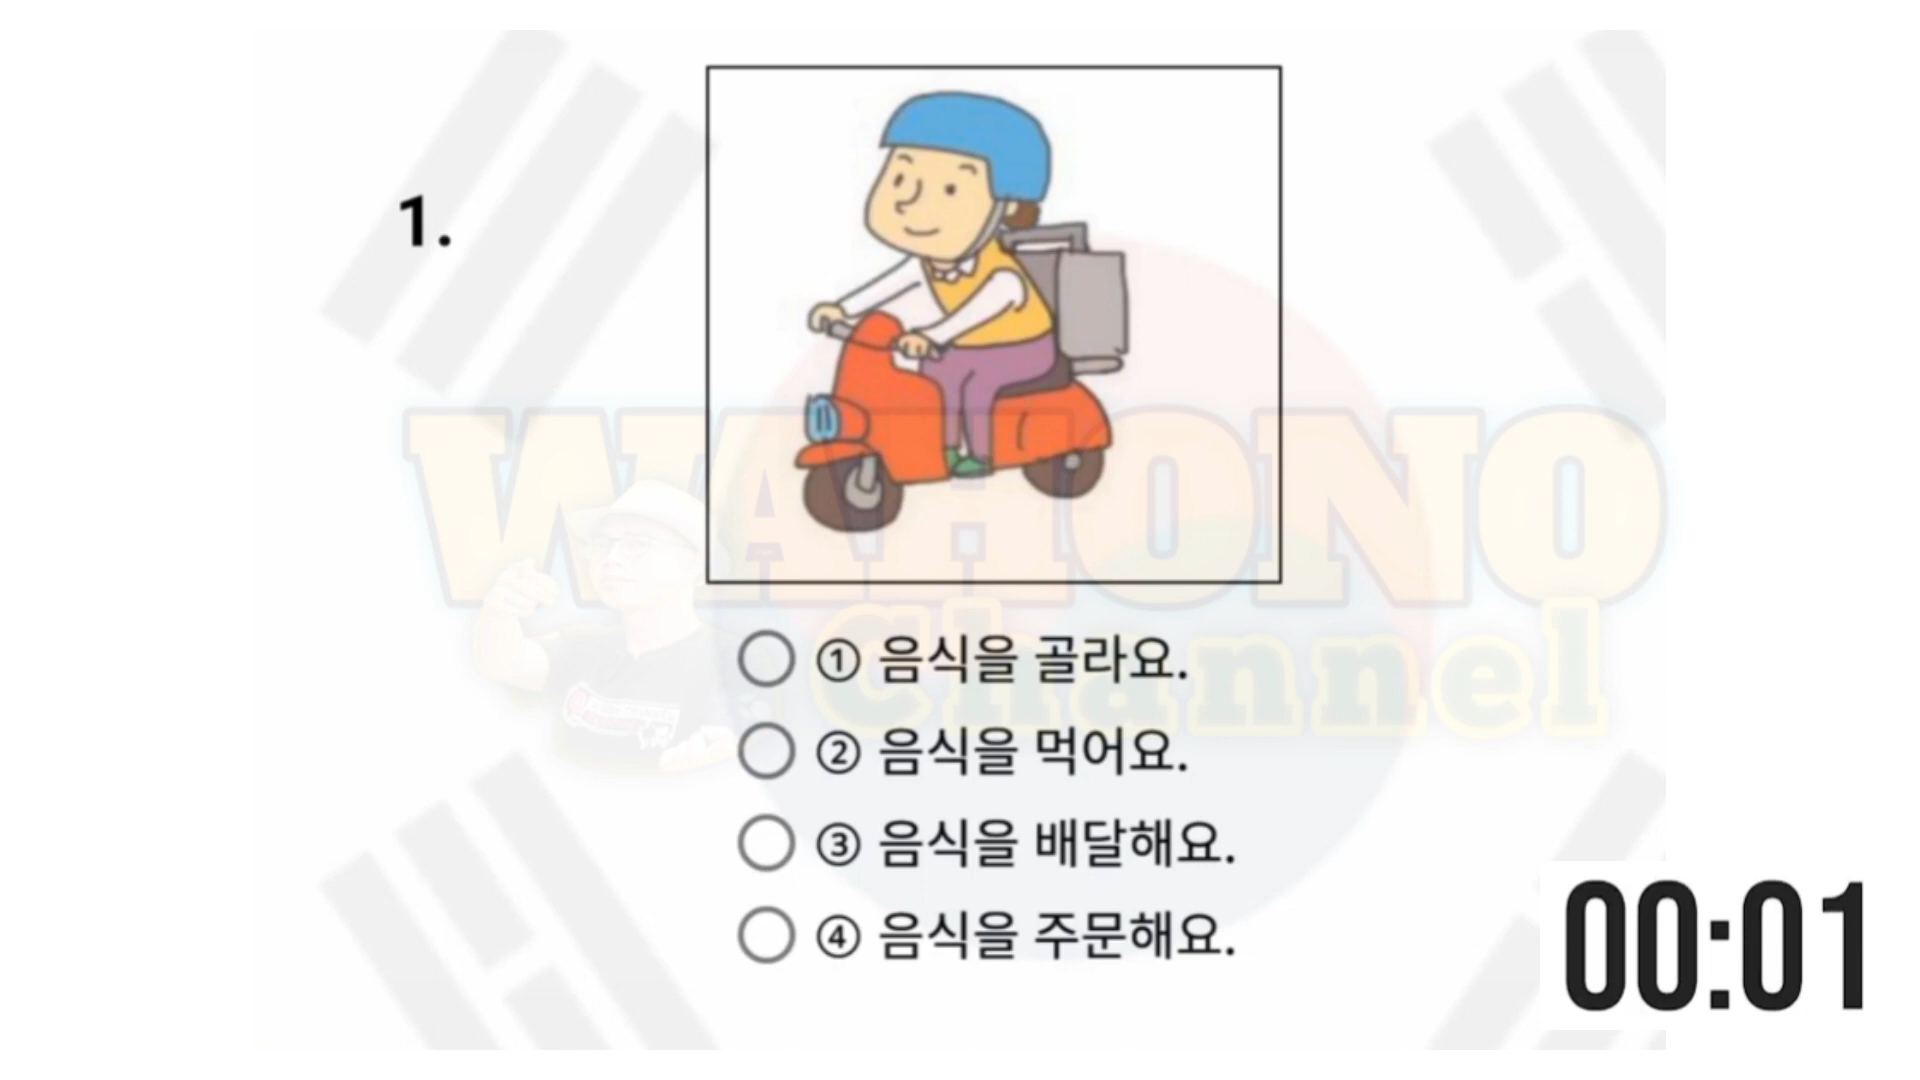 1.
① 음식을 골라요.
② 음식을 먹어요.
③ 음식을 배달해요.
④ 음식을 주문해요.
WAHONO
Channel
00:01